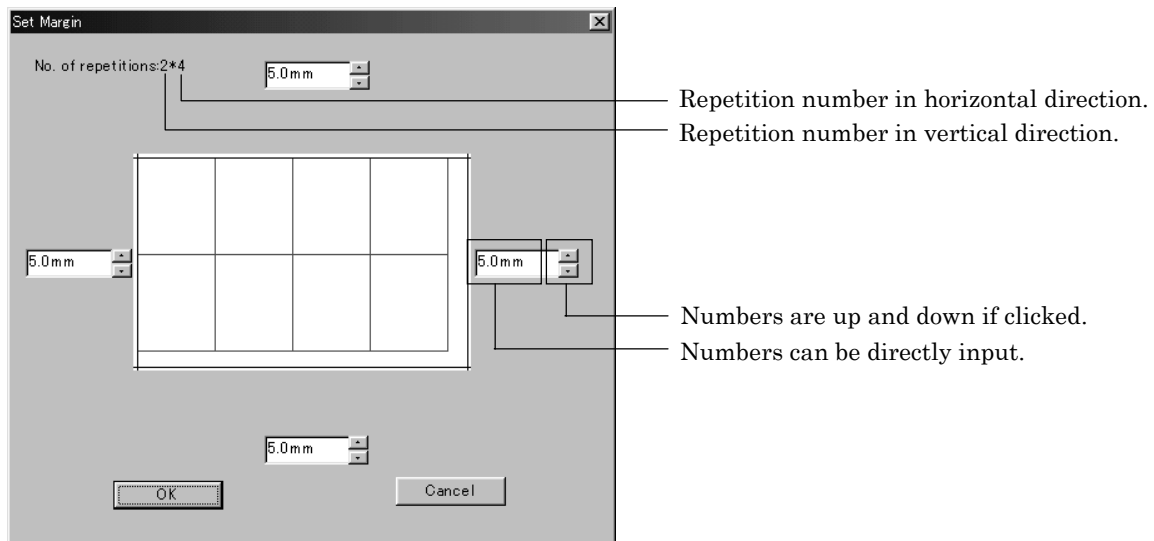 Set Margin
No. of repetitions:2*4
5.0mm
Repetition number in horizontal direction.
Repetition number in vertical direction.
5.0mm
5.0mm
Numbers are up and down if clicked.
Numbers can be directly input.
5.0mm
OK
Cancel